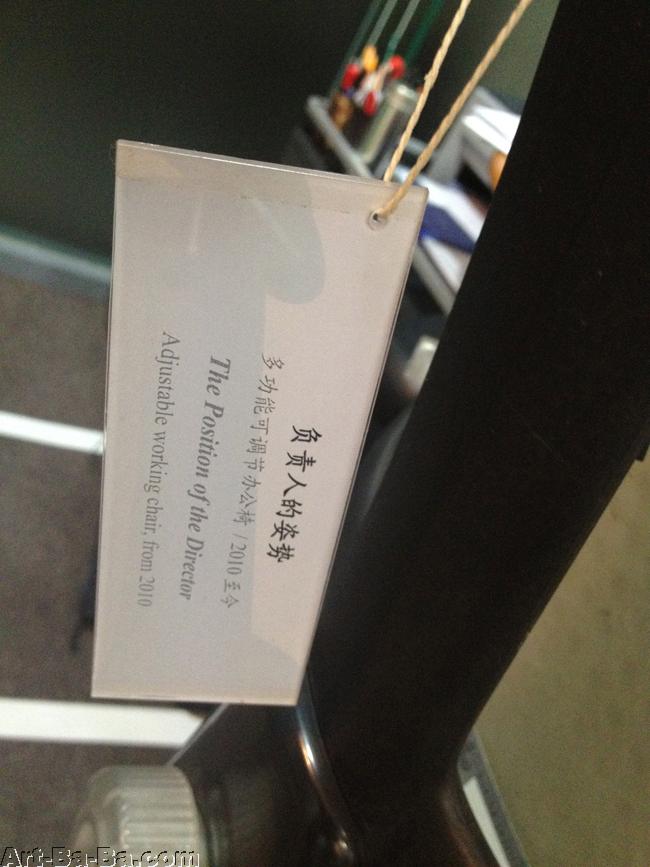 负责人的姿势
多功能可调节办公椅 / 2010 至今
The Position of the Director
Adjustable working chair, from 2010
Art-Ba-Ba.com